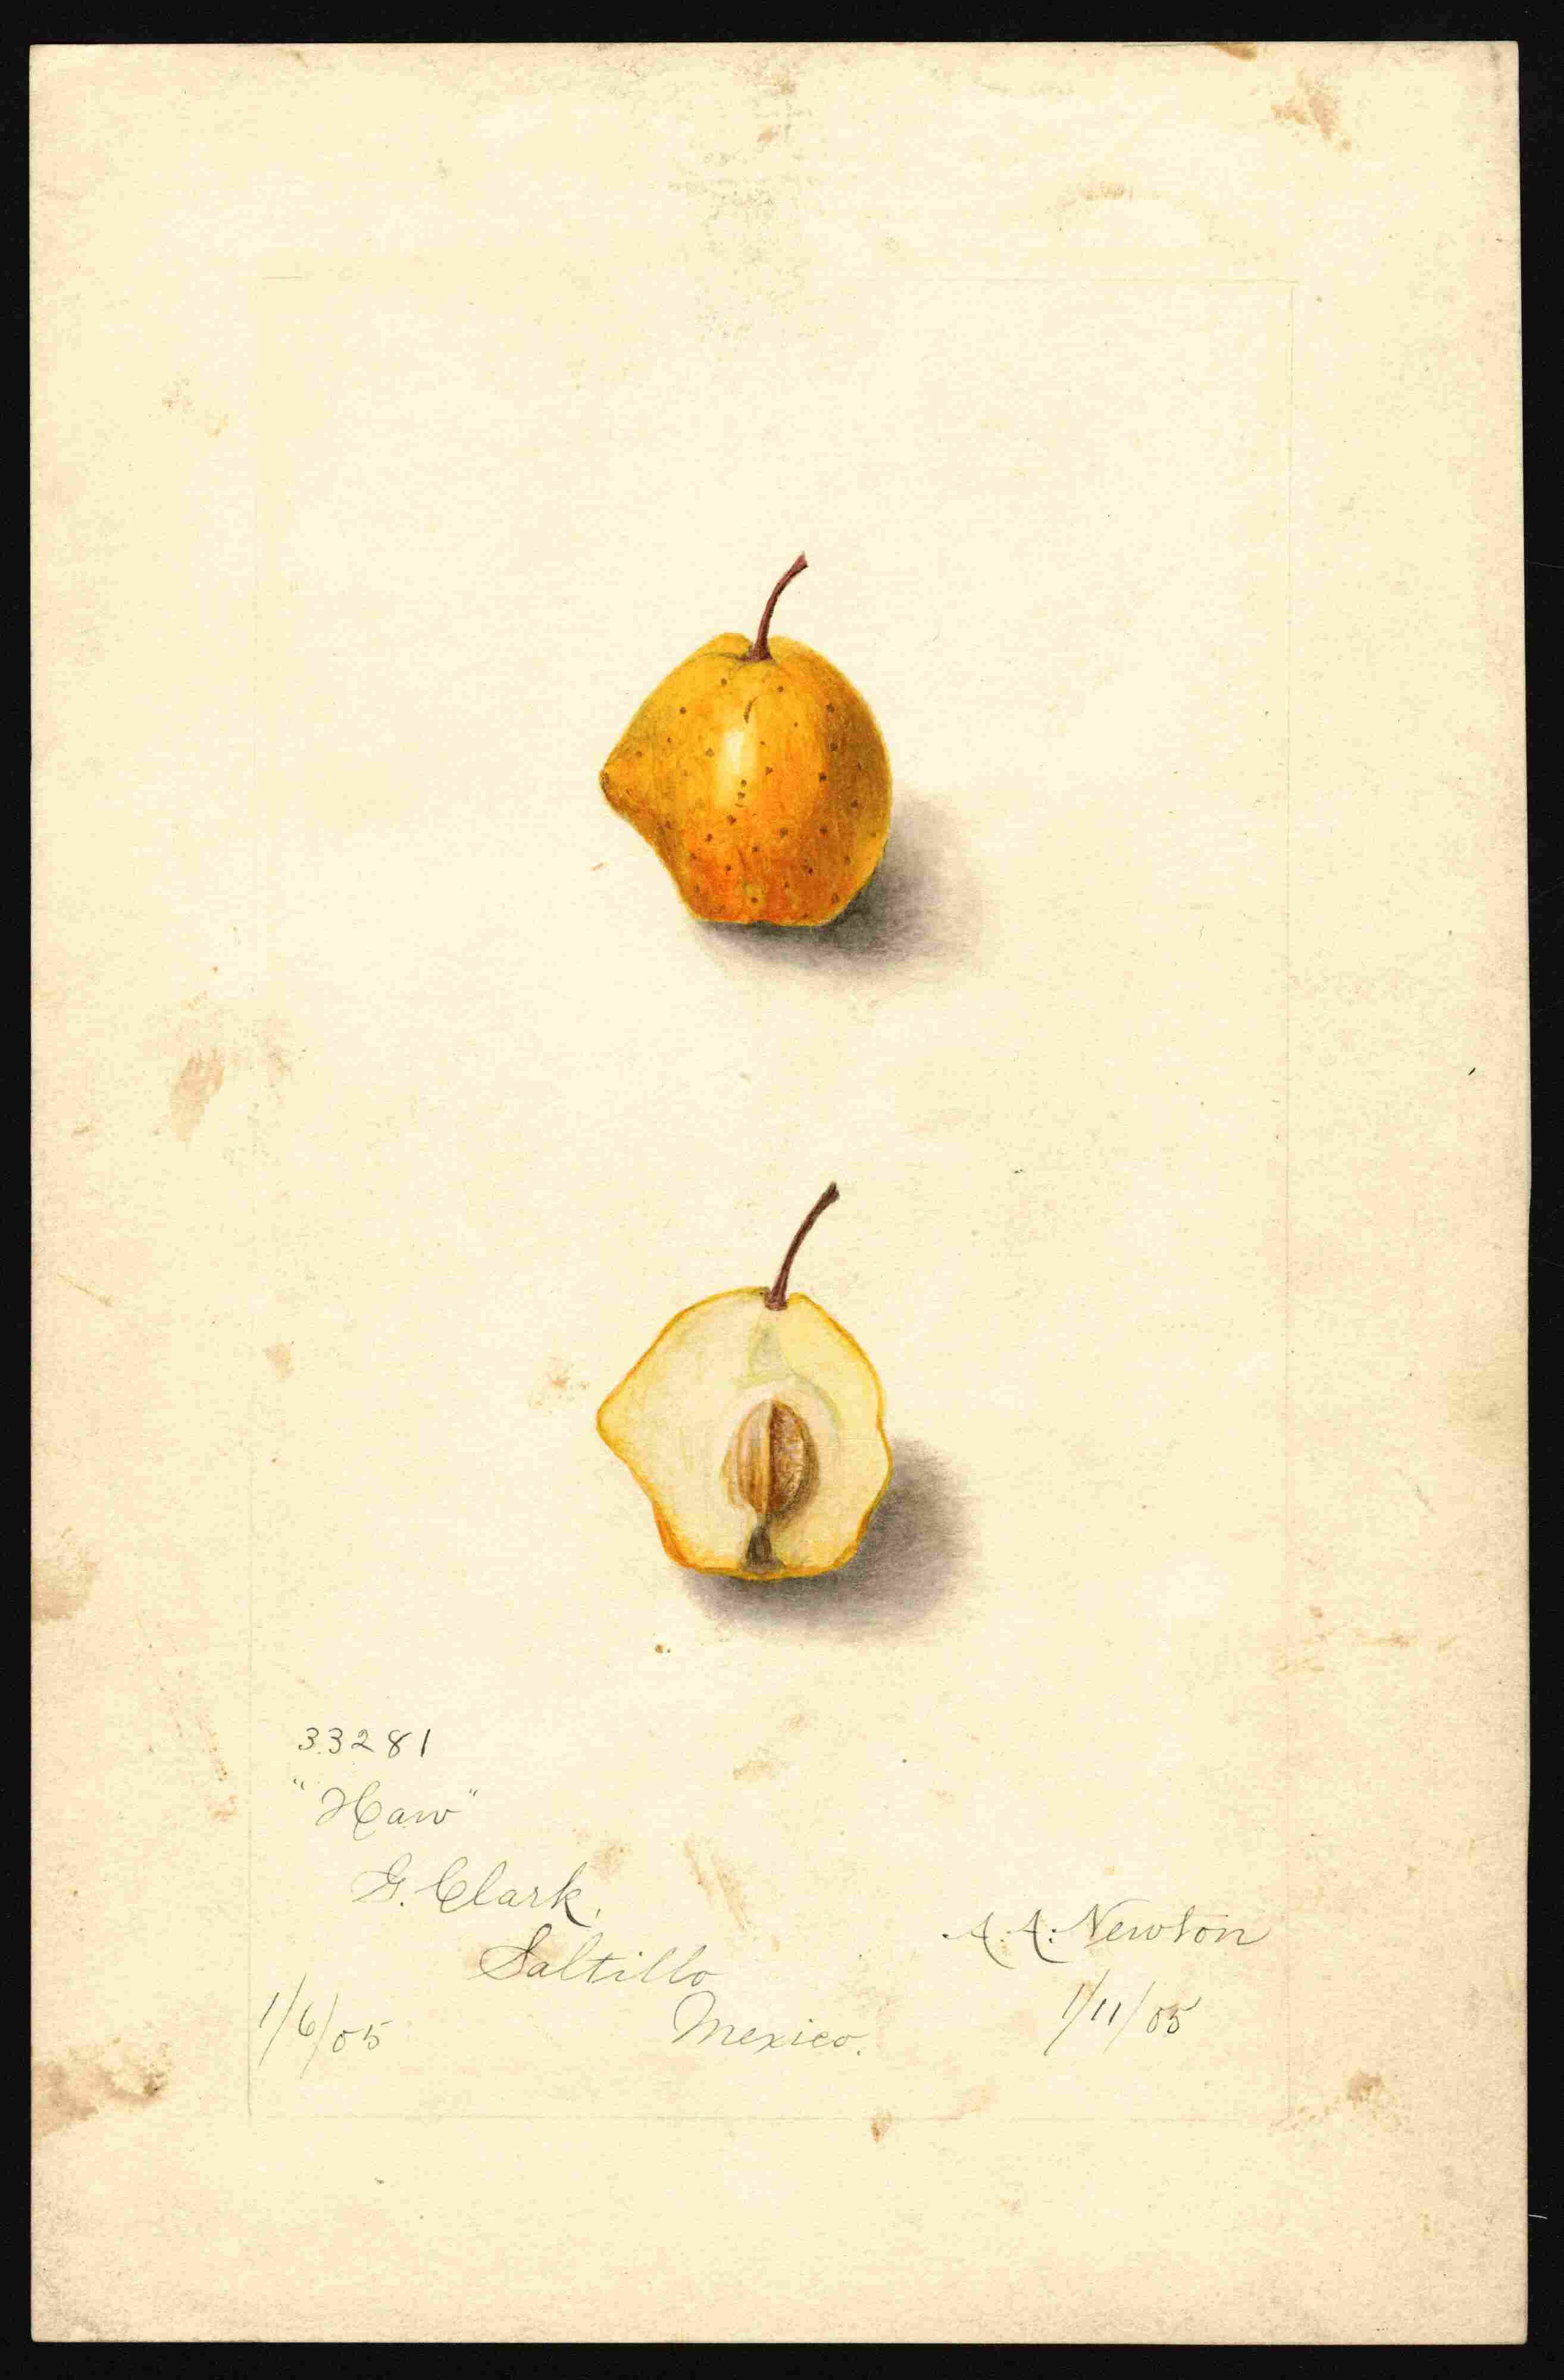 33281
"Haw"
G. Clark,
Saltillo
Mexico.
1/6/05
A. A. Newton
1/11/05